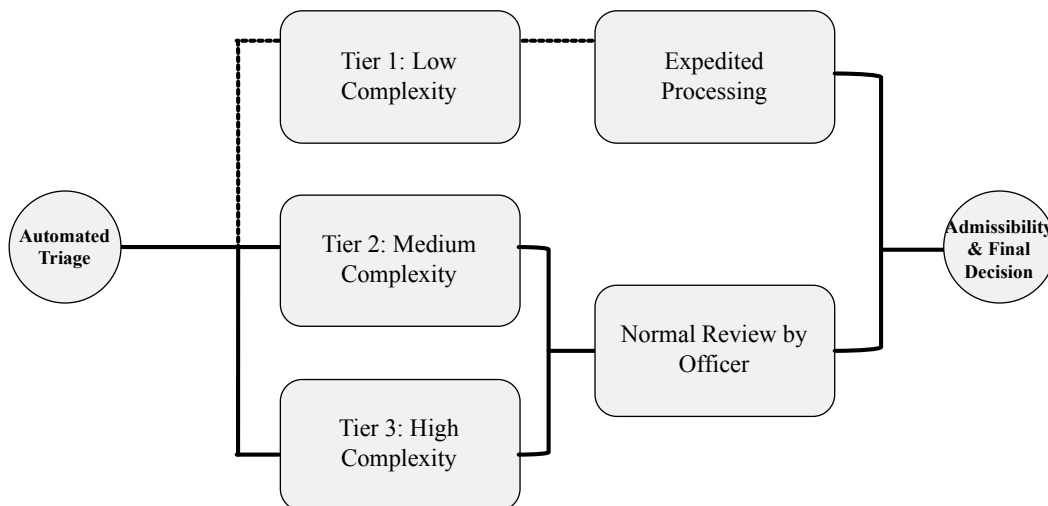 Tier 1: Low
Complexity
Expedited
Processing
Automated
Triage
Tier 2: Medium
Complexity
Admissibility
& Final
Decision
Normal Review by
Officer
Tier 3: High
Complexity